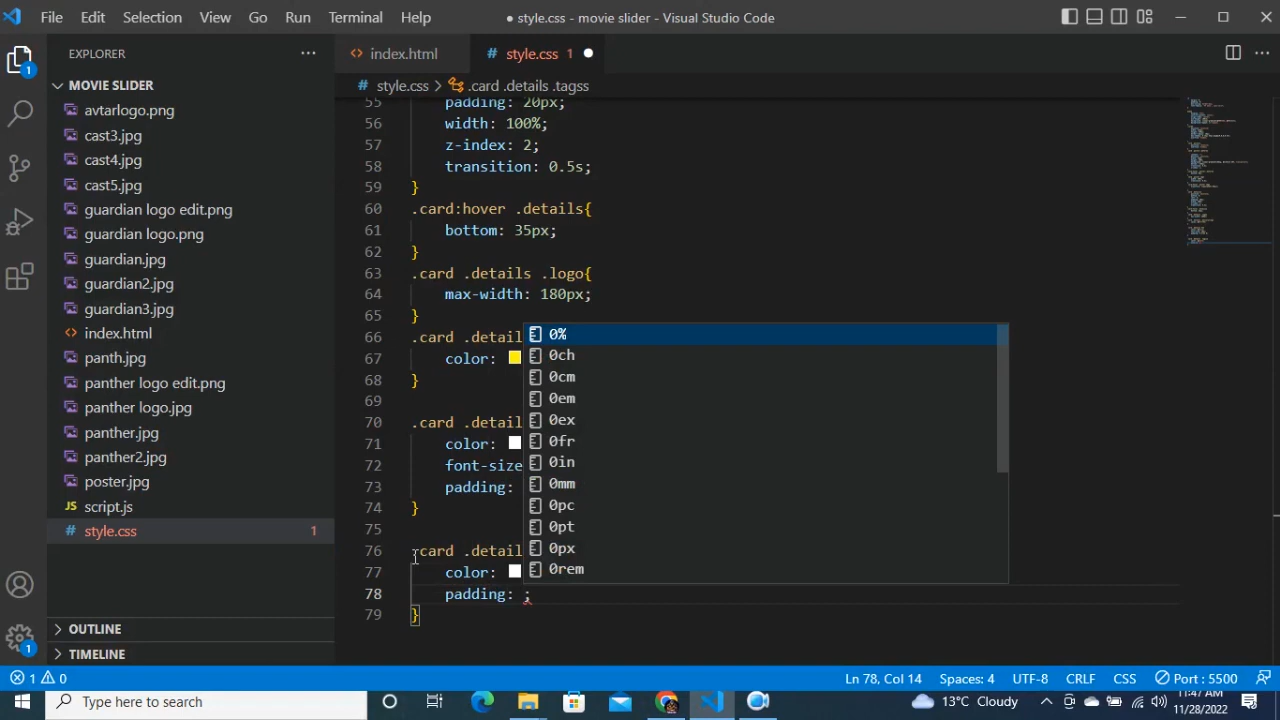 File Edit Selection View Go Run Terminal Help ● style.css - movie slider - Visual Studio Code
EXPLORER
MOVIE SLIDER
avtarlogo.png
cast3.jpg
cast4.jpg
cast5.jpg
guardian logo edit.png
guardian logo.png
guardian.jpg
guardian2.jpg
guardian3.jpg
index.html
panth.jpg
panther logo edit.png
panther logo.jpg
panther.jpg
panther2.jpg
poster.jpg
JS script.js
# style.css 1
OUTLINE
TIMELINE
1
1
index.html # style.css 1
# style.css > .card .details .tagss
55 padding: 20px;
56 width: 100%;
57 z-index: 2;
58 transition: 0.5s;
59 }
60 .card:hover .details{
61 bottom: 35px;
62 }
63 .card .details .logo{
64 max-width: 180px;
65 }
66 .card .detail
67 color:
68 }
69
70 .card .detail
71 color:
72 font-size
73 padding:
74 }
75
76 .card .detail
77 color:
78 padding: ;
79 }
0%
0ch
0cm
0em
0ex
0fr
0in
0mm
0pc
0pt
0px
0rem
1 0 Ln 78, Col 14 Spaces: 4 UTF-8 CRLF CSS Port : 5500
Type here to search 13°C Cloudy 11:47 AM
11/28/2022